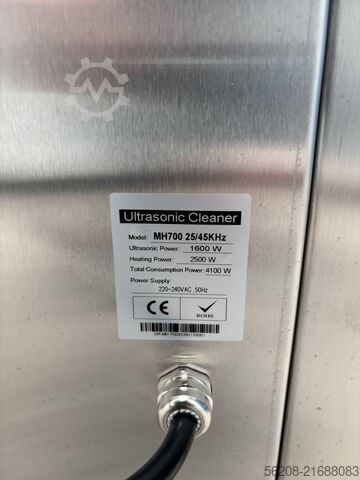 Ultrasonic Cleaner
Model: MH700 25/45KHz
Ultrasonic Power: 1600 W
Heating Power: 2500 W
Total Consumption Power: 4100 W
Power Supply:
220-240VAC .50Hz
CE
ROHS
56208-21688083